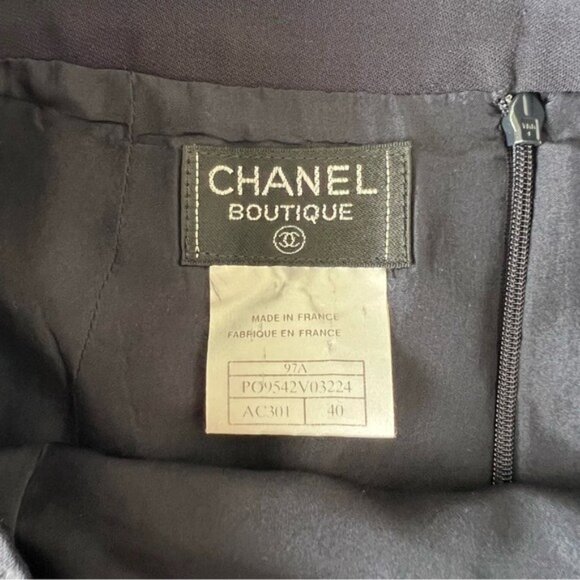 CHANEL
BOUTIQUE
MADE IN FRANCE
FABRIQUE EN FRANCE
97A
PO9542V03224
AC301 40